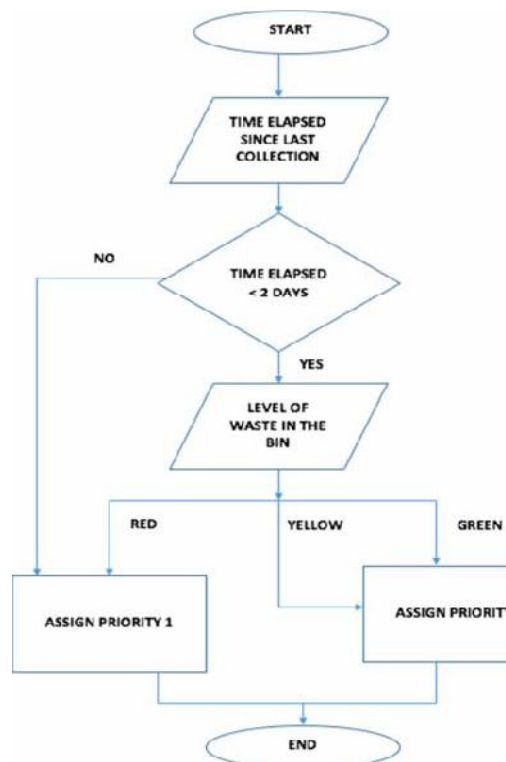 START
TIME ELAPSED
SINCE LAST
COLLECTION
NO
TIME ELAPSED
< 2 DAYS
YES
LEVEL OF
WASTE IN THE
BIN
RED
YELLOW
GREEN
ASSIGN PRIORITY 1
ASSIGN PRIORITY
END